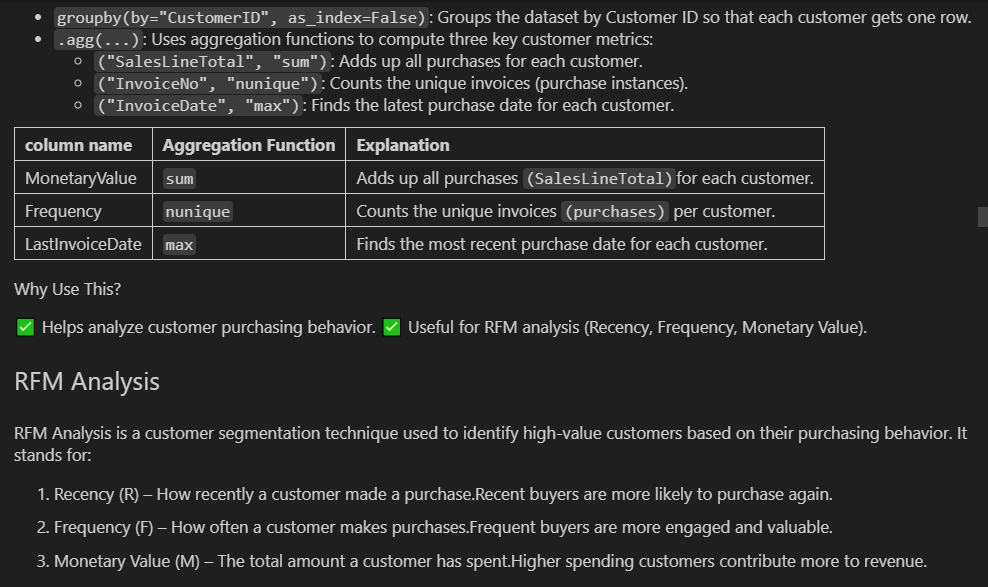 groupby(by="CustomerID", as_index=False): Groups the dataset by Customer ID so that each customer gets one row.
.agg(...): Uses aggregation functions to compute three key customer metrics:
("SalesLineTotal", "sum"): Adds up all purchases for each customer.
("InvoiceNo", "nunique"): Counts the unique invoices (purchase instances).
("InvoiceDate", "max"): Finds the latest purchase date for each customer.
column name Aggregation Function Explanation
MonetaryValue sum Adds up all purchases (SalesLineTotal)for each customer.
Frequency nunique Counts the unique invoices (purchases) per customer.
LastInvoiceDate max Finds the most recent purchase date for each customer.
Why Use This?
✅ Helps analyze customer purchasing behavior. ✅ Useful for RFM analysis (Recency, Frequency, Monetary Value).
RFM Analysis
RFM Analysis is a customer segmentation technique used to identify high-value customers based on their purchasing behavior. It
stands for:
1. Recency (R) – How recently a customer made a purchase.Recent buyers are more likely to purchase again.
2. Frequency (F) – How often a customer makes purchases.Frequent buyers are more engaged and valuable.
3. Monetary Value (M) – The total amount a customer has spent.Higher spending customers contribute more to revenue.